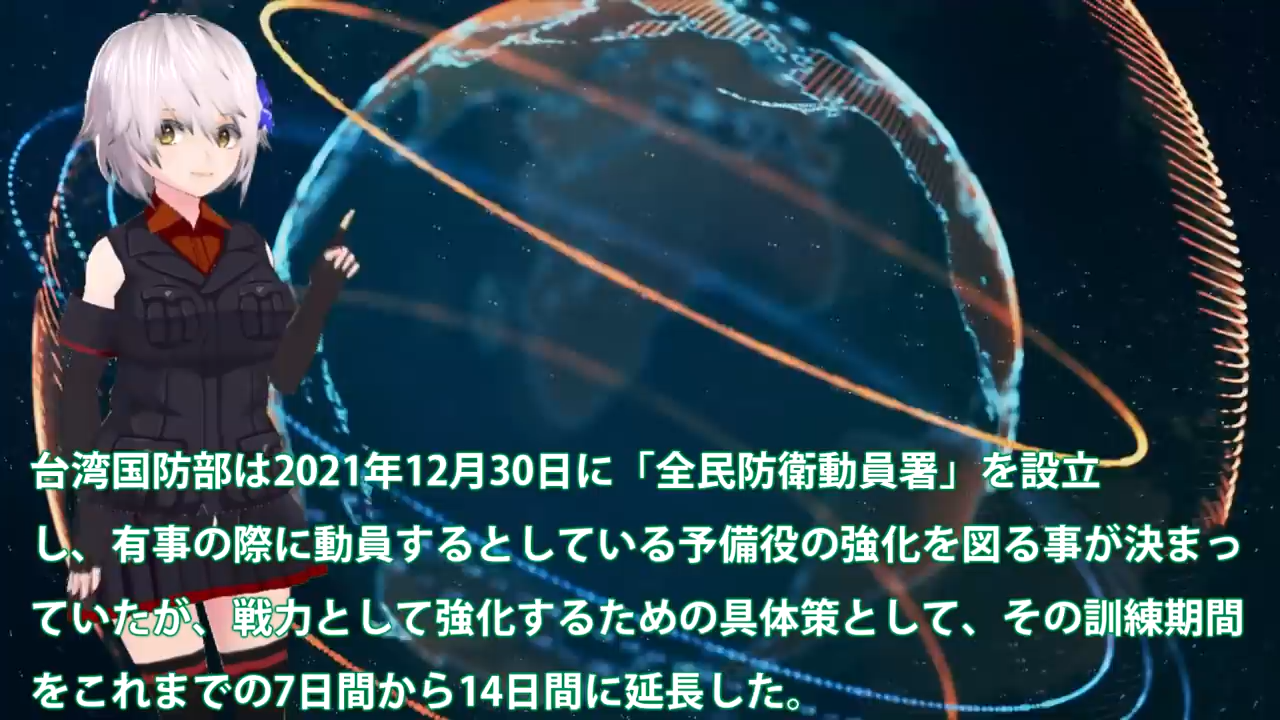 台湾国防部は2021年12月30日に「全民防衛動員署」を設立
し、有事の際に動員するとしている予備役の強化を図る事が決まっ
ていたが、戦力として強化するための具体策として、その訓練期間
をこれまでの7日間から14日間に延長した。